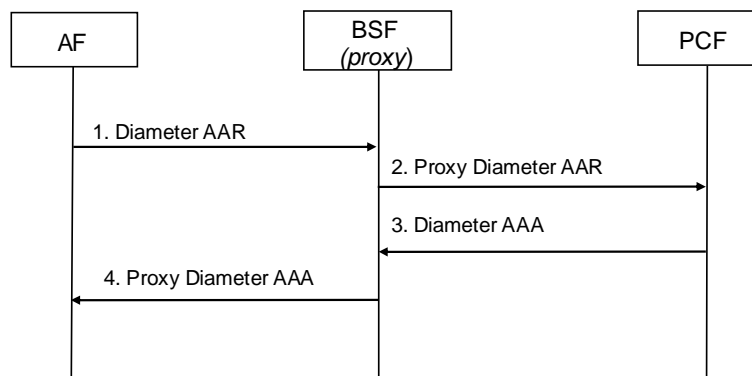 AF
BSF
(proxy)
PCF
1. Diameter AAR
2. Proxy Diameter AAR
3. Diameter AAA
4. Proxy Diameter AAA